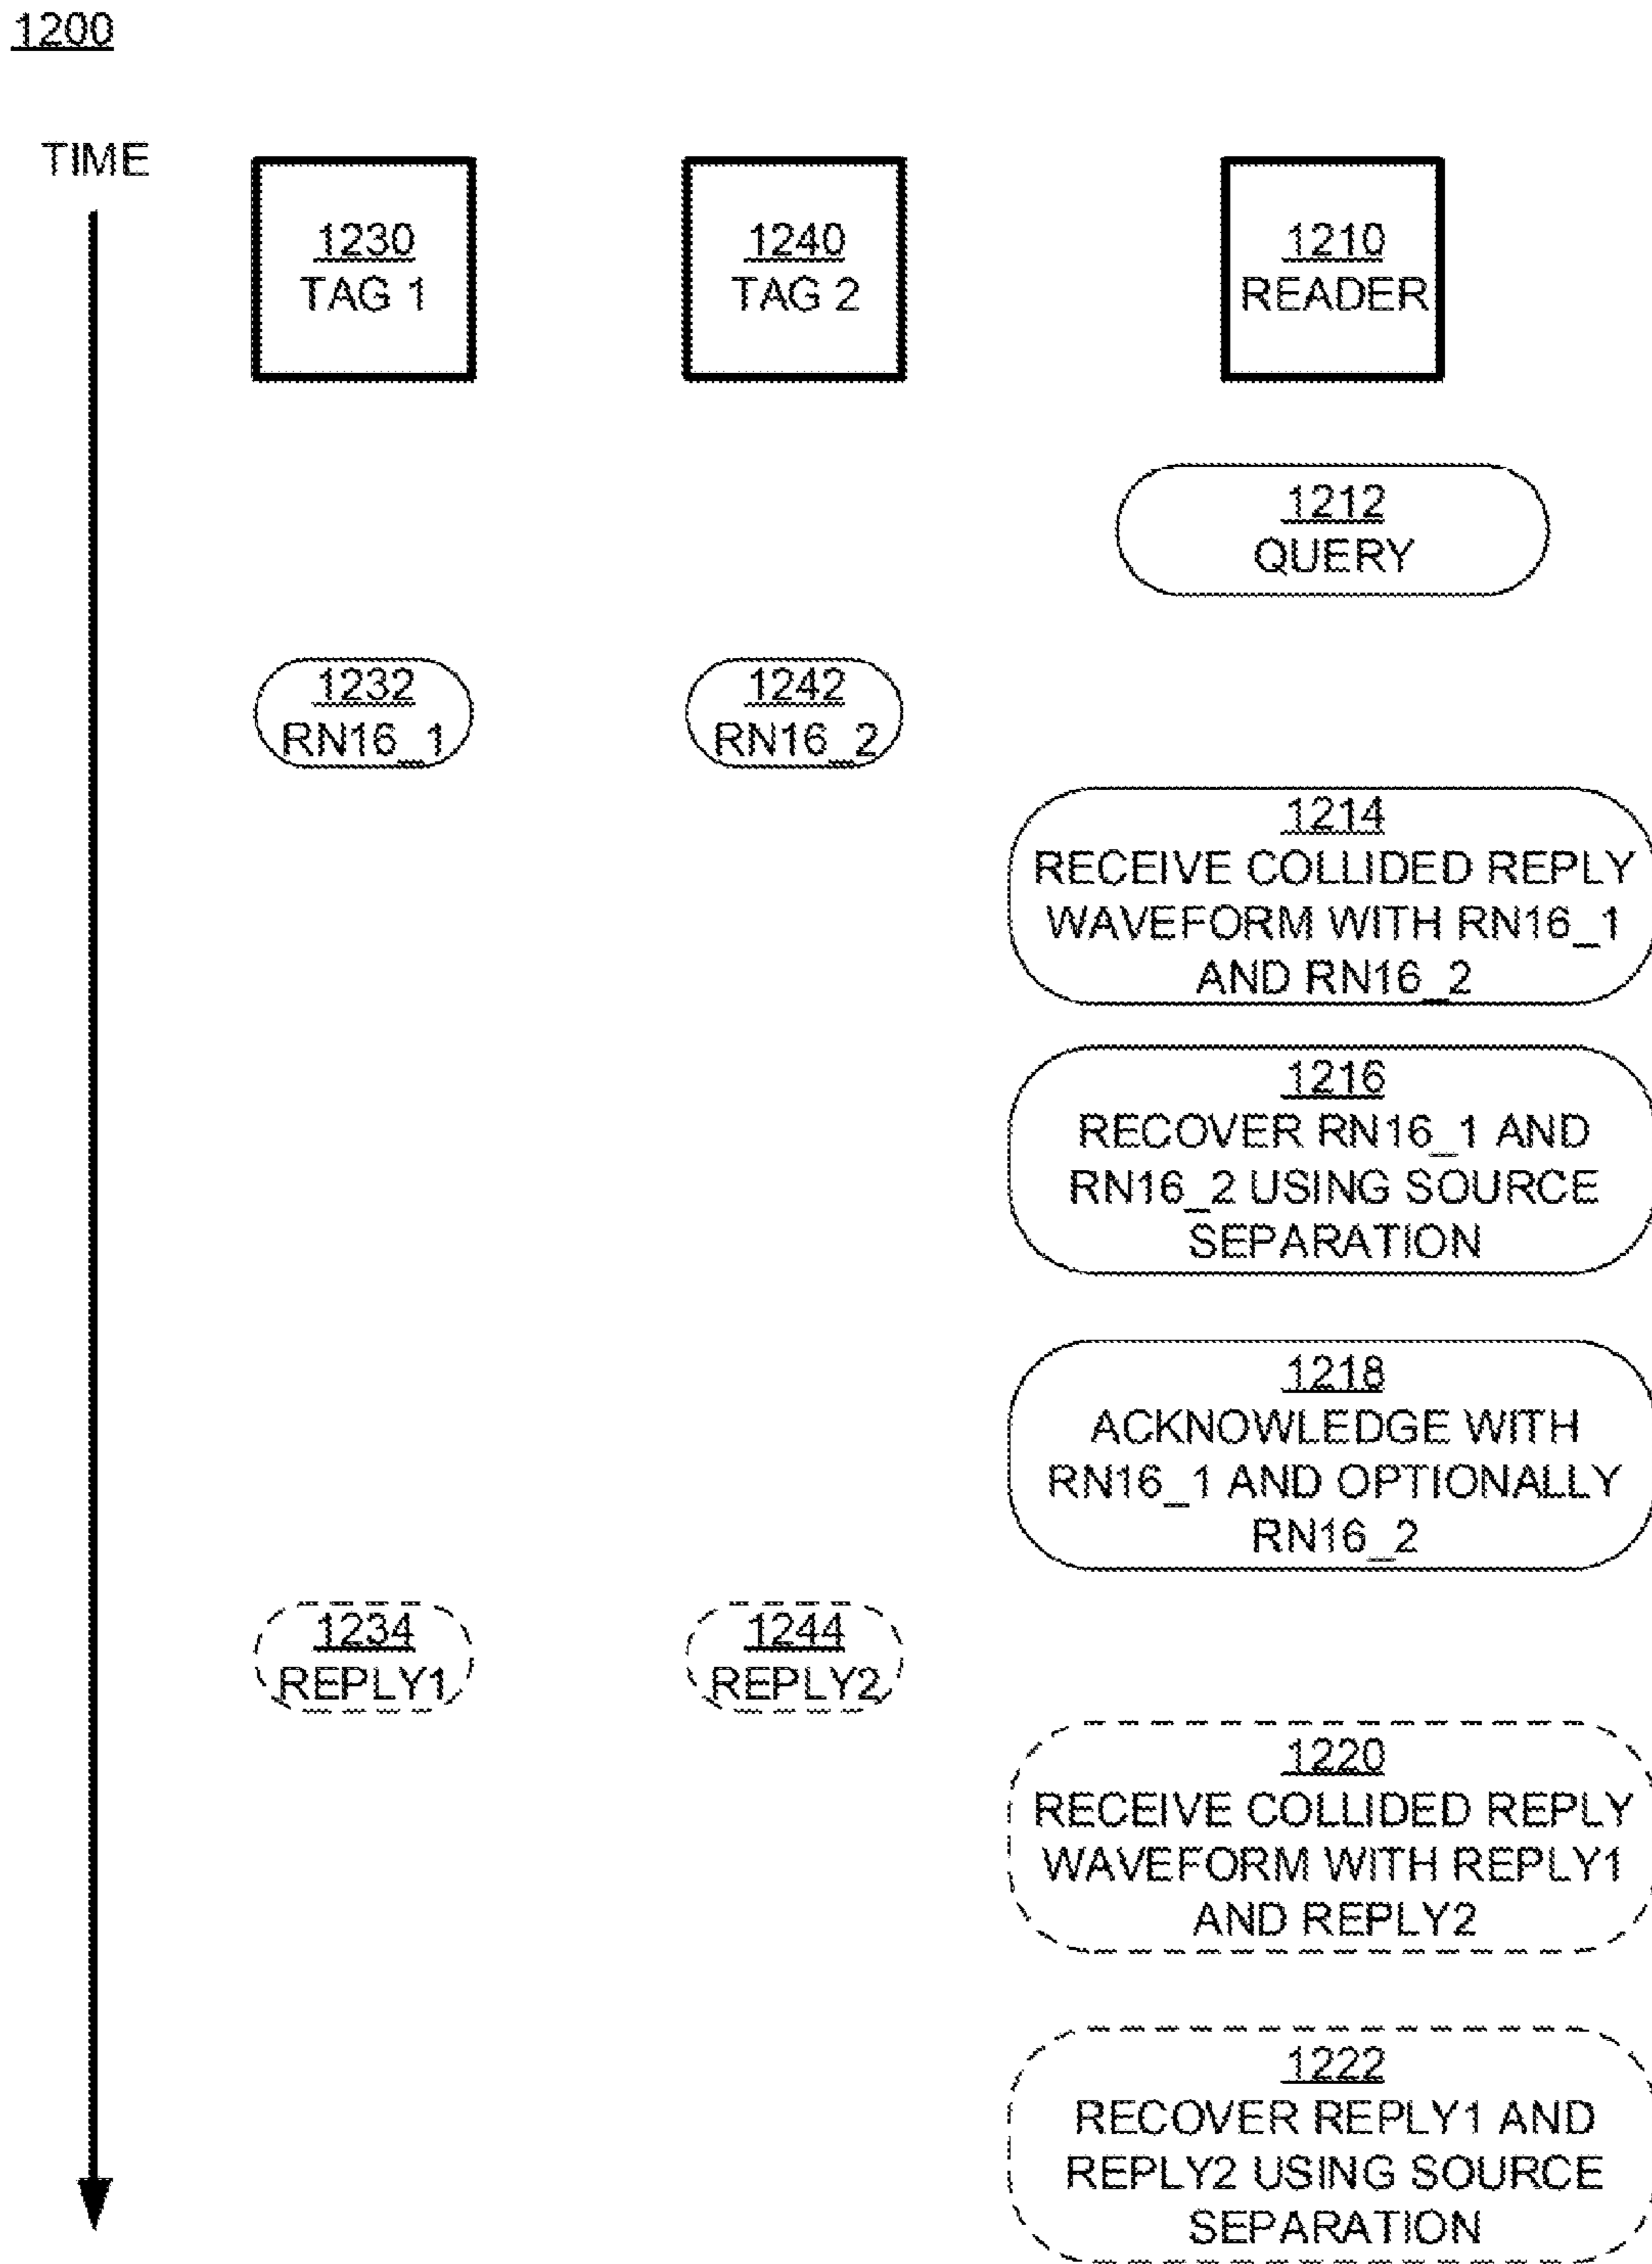 1200
TIME
1230
TAG 1
1240
TAG 2
1210
READER
1212
QUERY
1232
RN16_1
1242
RN16_2
1214
RECEIVE COLLIDED REPLY
WAVEFORM WITH RN16_1
AND RN16_2
1216
RECOVER RN16_1 AND
RN16_2 USING SOURCE
SEPARATION
1218
ACKNOWLEDGE WITH
RN16_1 AND OPTIONALLY
RN16_2
1234
REPLY1
1244
REPLY2
1220
RECEIVE COLLIDED REPLY
WAVEFORM WITH REPLY1
AND REPLY2
1222
RECOVER REPLY1 AND
REPLY2 USING SOURCE
SEPARATION